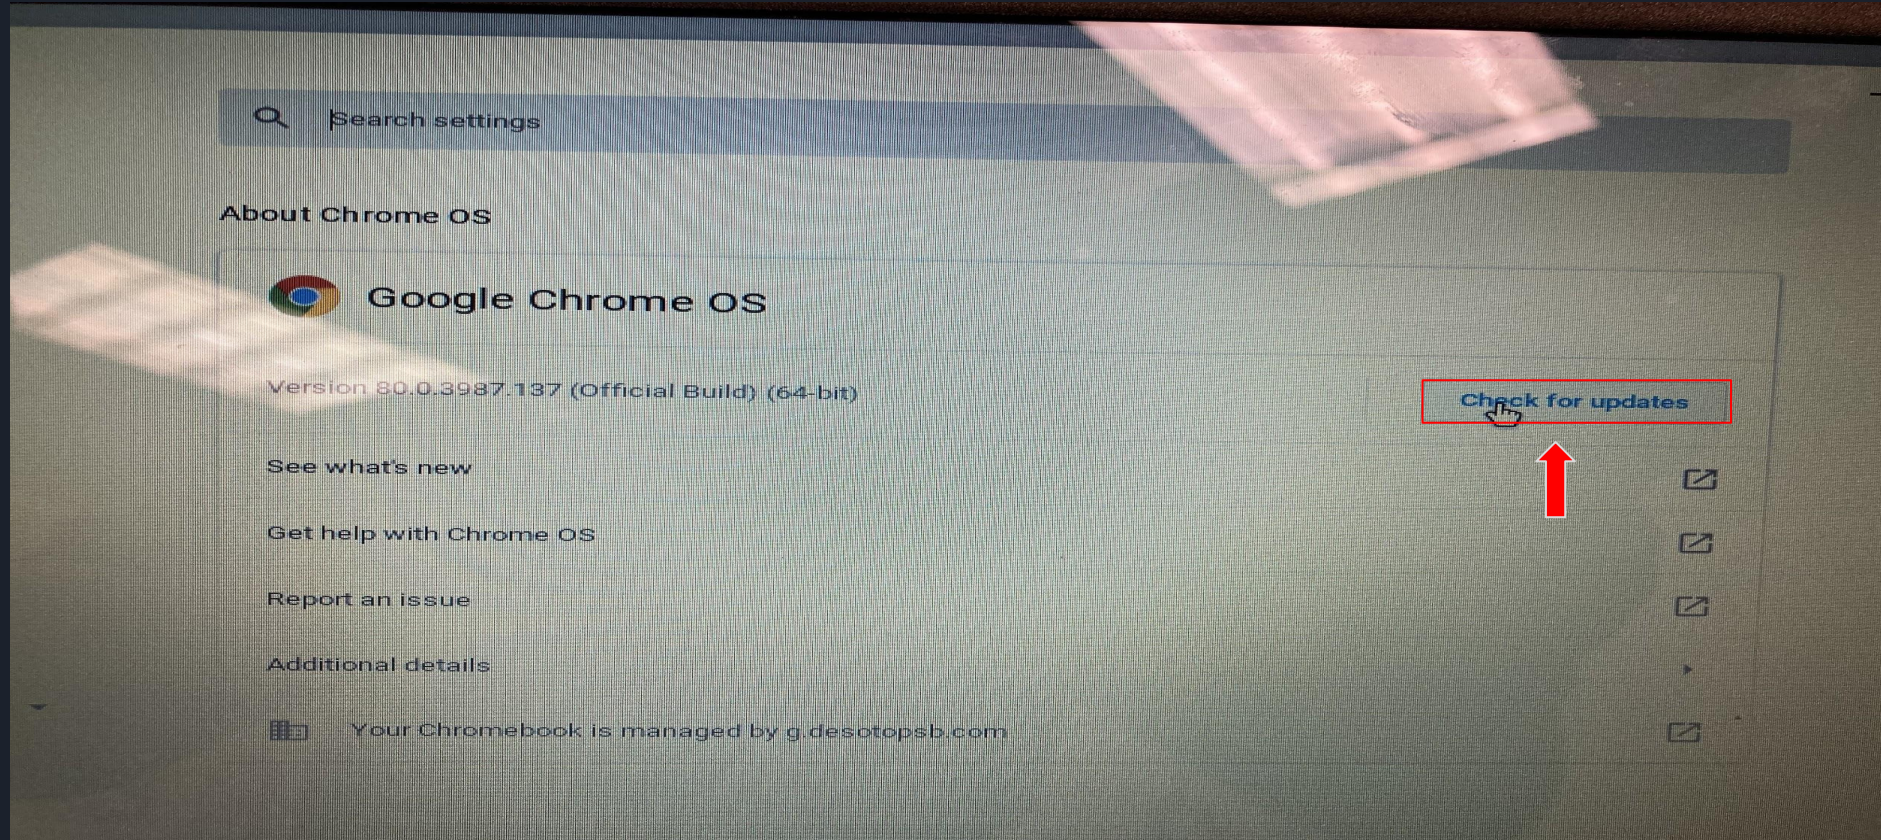 Search settings
About Chrome OS
Google Chrome OS
Version 80.0.3987.137 (Official Build) (64-bit)
Check for updates
See what's new
Get help with Chrome OS
Report an issue
Additional details
Your Chromebook is managed by g.desotopsb.com